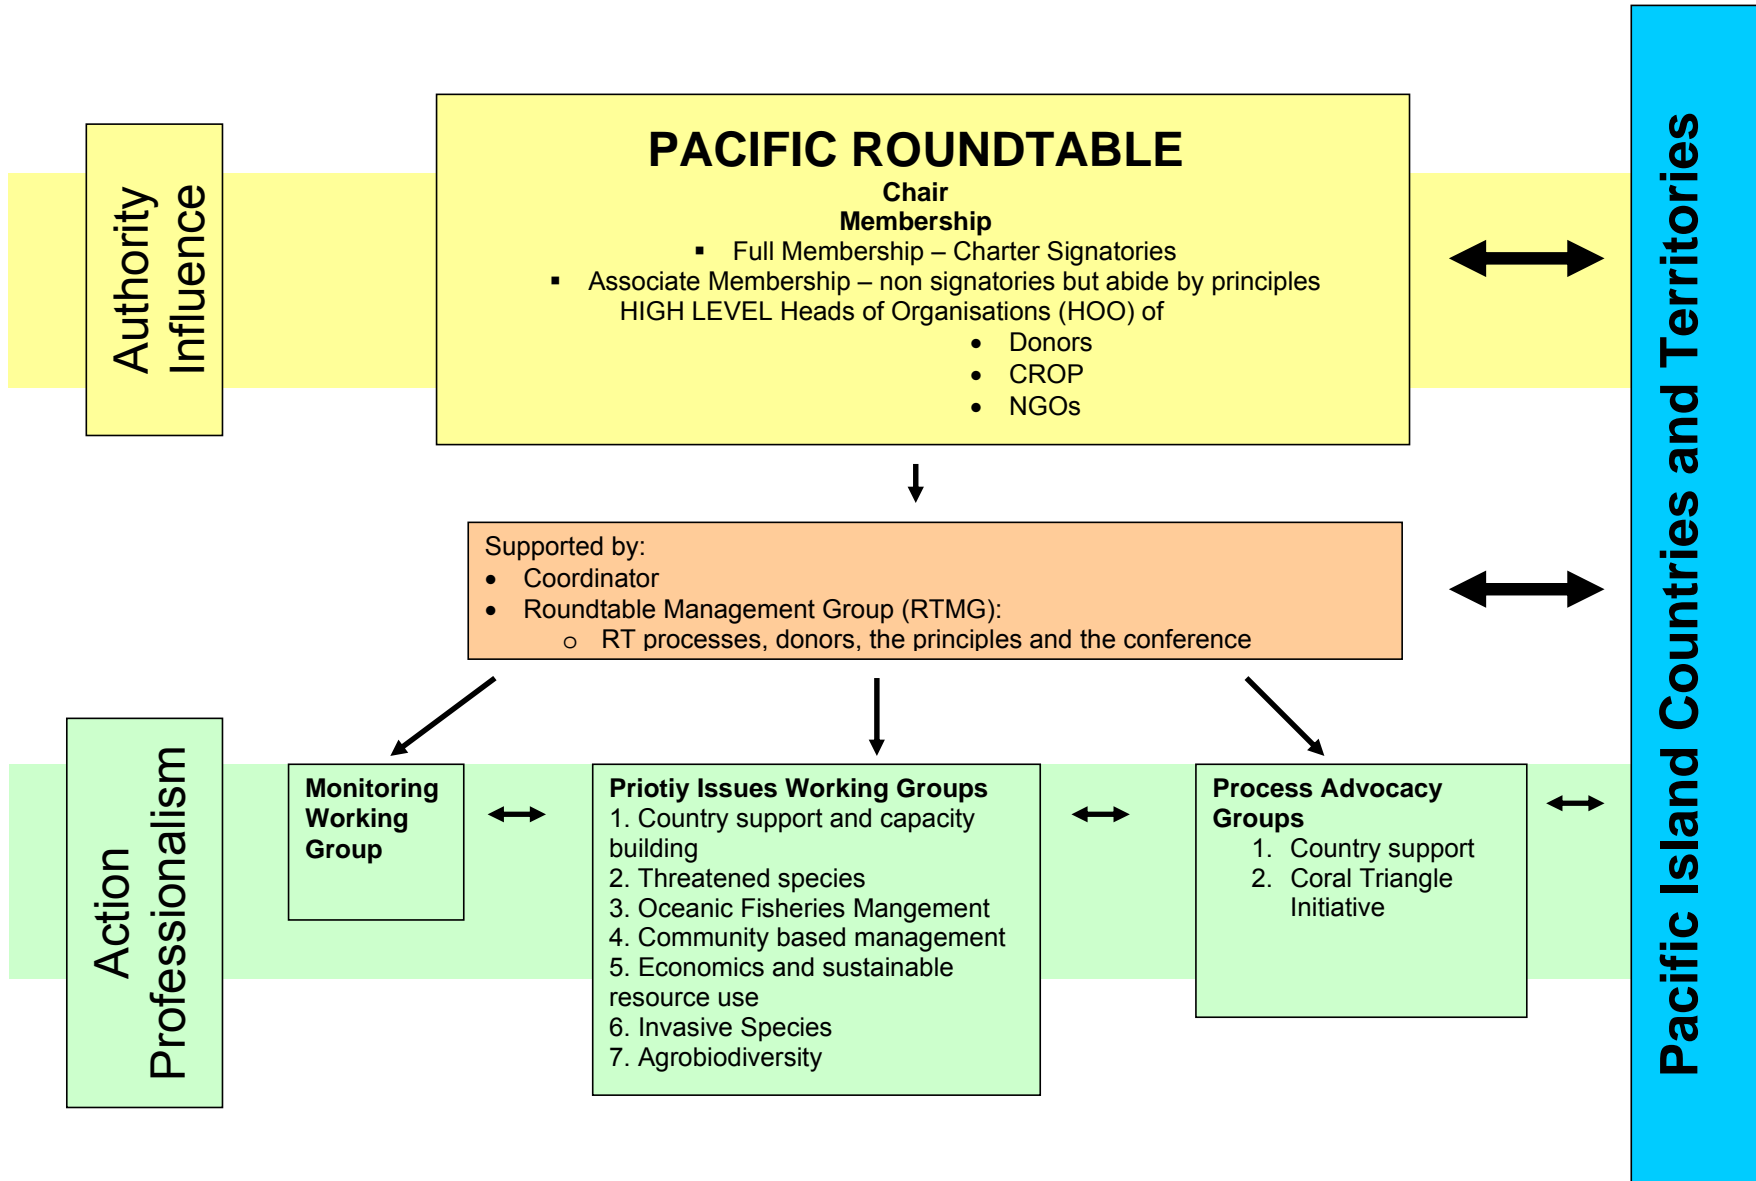 Authority
Influence
PACIFIC ROUNDTABLE
Chair
Membership
▪ Full Membership – Charter Signatories
▪ Associate Membership – non signatories but abide by principles
HIGH LEVEL Heads of Organisations (HOO) of
• Donors
• CROP
• NGOs
Supported by:
• Coordinator
• Roundtable Management Group (RTMG):
o RT processes, donors, the principles and the conference
Action
Professionalism
Monitoring
Working
Group
Priotiy Issues Working Groups
1. Country support and capacity
building
2. Threatened species
3. Oceanic Fisheries Mangement
4. Community based management
5. Economics and sustainable
resource use
6. Invasive Species
7. Agrobiodiversity
Process Advocacy
Groups
1. Country support
2. Coral Triangle
Initiative
Pacific Island Countries and Territories